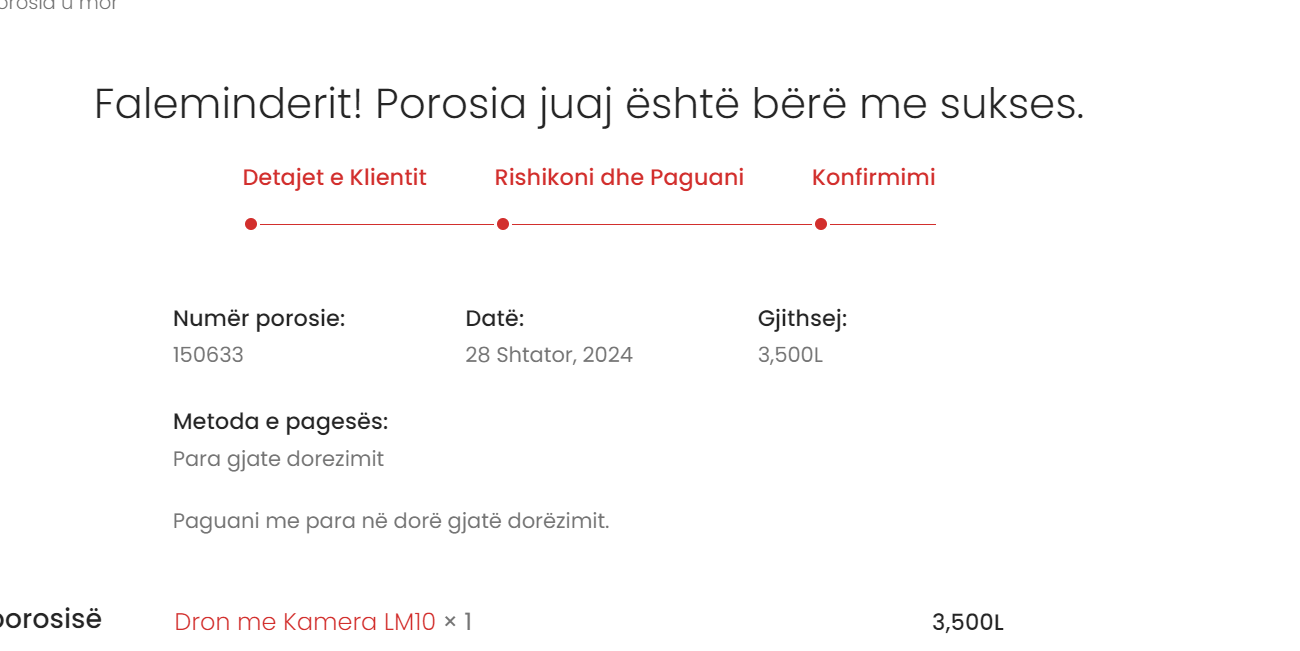 u mor
Faleminderit! Porosia juaj është bërë me sukses.
Detajet e Klientit Rishikoni dhe Paguani Konfirmimi
Numër porosie: Datë: Gjithsej:
150633 28 Shtator, 2024 3,500L
Metoda e pagesës:
Para gjate dorezimit
Paguani me para në dorë gjatë dorëzimit.
porosisë Dron me Kamera LM10 × 1 3,500L